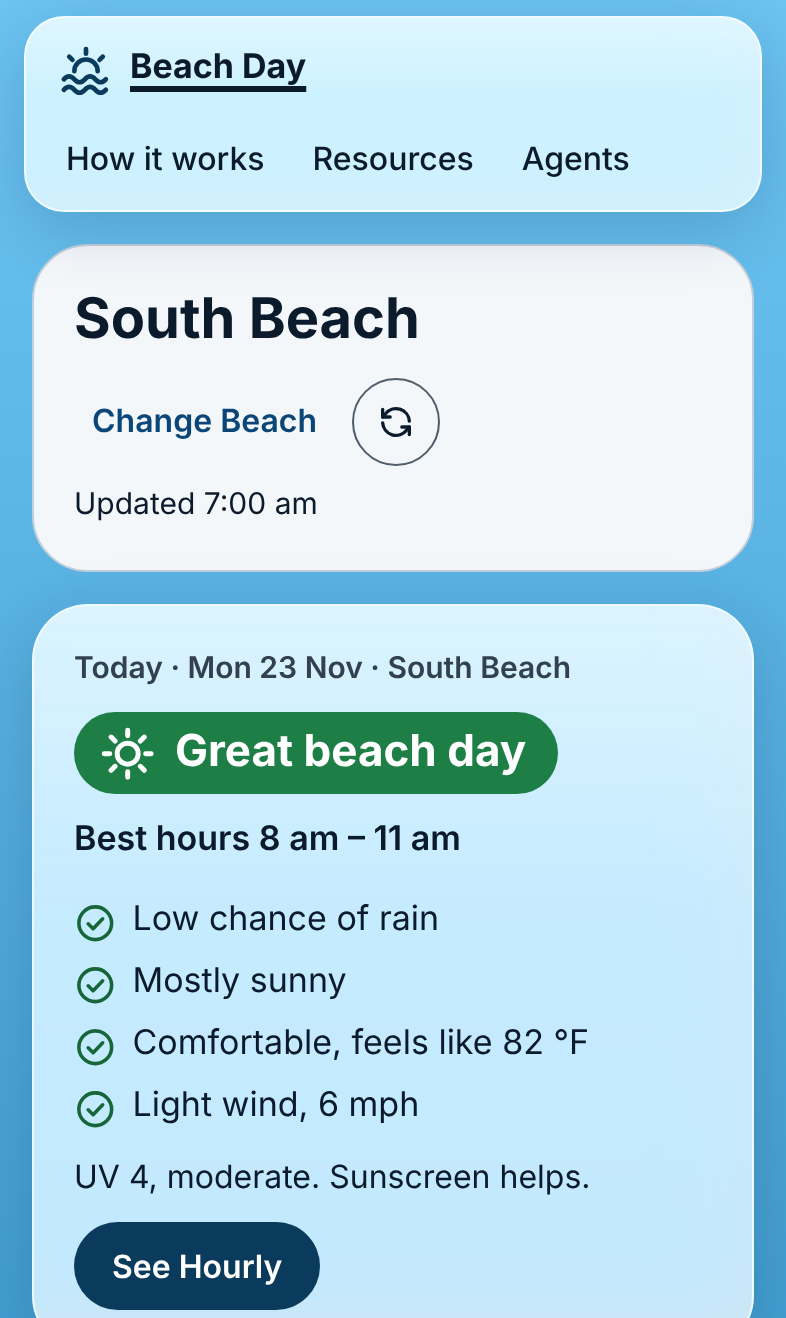 Beach Day
How it works Resources Agents
South Beach
Change Beach
Updated 7:00 am
Today · Mon 23 Nov · South Beach
Great beach day
Best hours 8 am – 11 am
Low chance of rain
Mostly sunny
Comfortable, feels like 82 °F
Light wind, 6 mph
UV 4, moderate. Sunscreen helps.
See Hourly